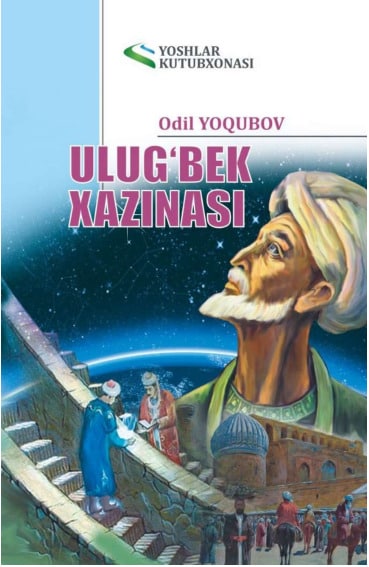 YOSHLAR
KUTUBXONASI
Odil YOQUBOV
ULUG‘BEK
XAZINASI